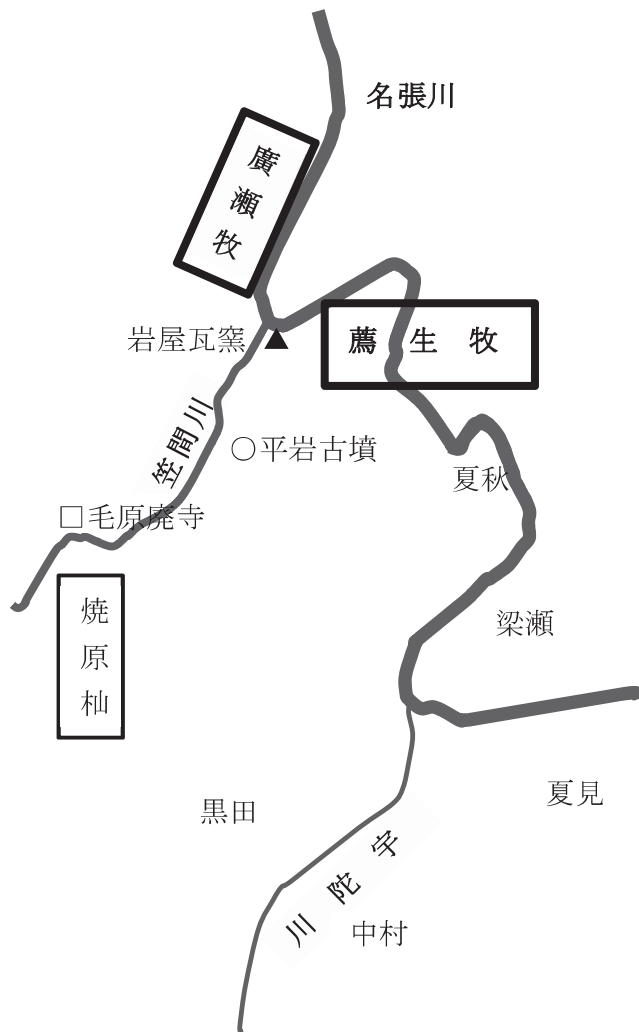 名張川
廣瀬牧
岩屋瓦窯 ▲
薦生牧
笠間川
○平岩古墳
夏秋
□毛原廃寺
焼原杣
梁瀬
夏見
黒田
宇陀川
中村